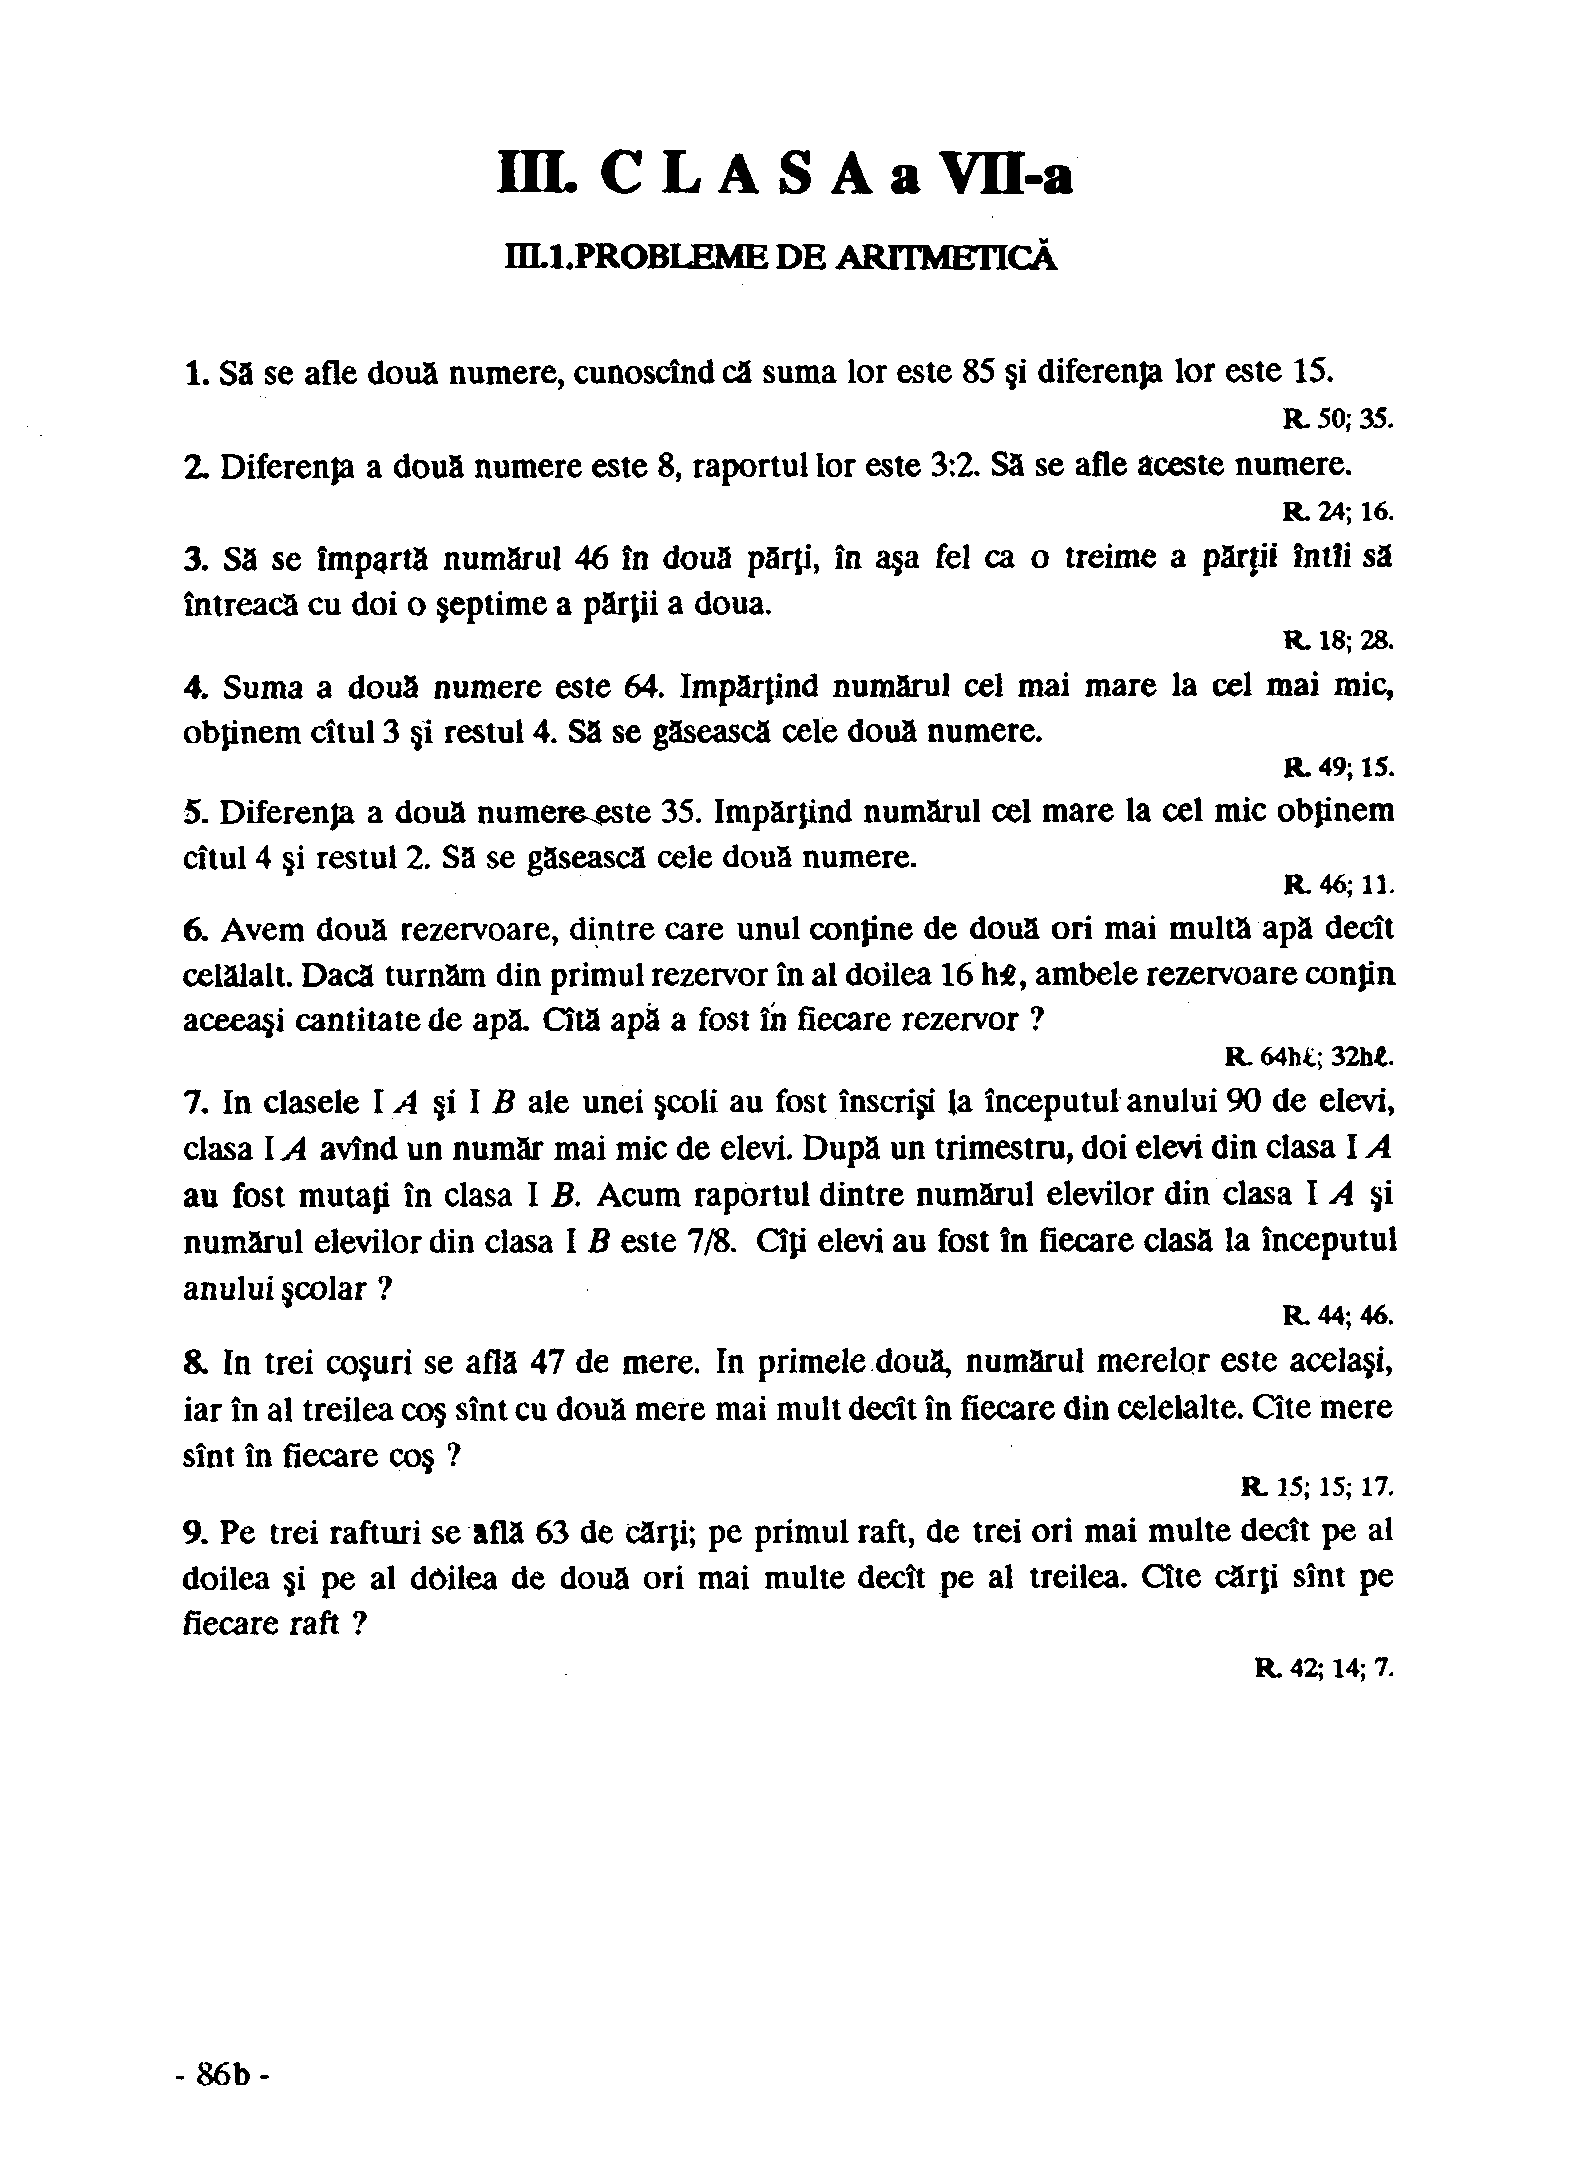 III. C L A S A a VII-a
III.1.PROBLEME DE ARITMETICĂ
1. Să se afle două numere, cunoscînd că suma lor este 85 şi diferenţa lor este 15.
R. 50; 35.
2. Diferenţa a două numere este 8, raportul lor este 3:2. Să se afle aceste numere.
R. 24; 16.
3. Să se împartă numărul 46 în două părţi, în aşa fel ca o treime a părţii întîi să
întreacă cu doi o şeptime a părţii a doua.
R. 18; 28.
4. Suma a două numere este 64. Impărţind numărul cel mai mare la cel mai mic,
obţinem cîtul 3 şi restul 4. Să se găsească cele două numere.
R. 49; 15.
5. Diferenţa a două numere este 35. Impărţind numărul cel mare la cel mic obţinem
cîtul 4 şi restul 2. Să se găsească cele două numere.
R. 46; 11.
6. Avem două rezervoare, dintre care unul conţine de două ori mai multă apă decît
celălalt. Dacă turnăm din primul rezervor în al doilea 16 hℓ, ambele rezervoare conţin
aceeaşi cantitate de apă. Cîtă apă a fost în fiecare rezervor ?
R. 64hℓ; 32hℓ.
7. In clasele I A şi I B ale unei şcoli au fost înscrişi la începutul anului 90 de elevi,
clasa I A avînd un număr mai mic de elevi. După un trimestru, doi elevi din clasa I A
au fost mutaţi în clasa I B. Acum raportul dintre numărul elevilor din clasa I A şi
numărul elevilor din clasa I B este 7/8. Cîţi elevi au fost în fiecare clasă la începutul
anului şcolar ?
R. 44; 46.
8. In trei coşuri se află 47 de mere. In primele două, numărul merelor este acelaşi,
iar în al treilea coş sînt cu două mere mai mult decît în fiecare din celelalte. Cîte mere
sînt în fiecare coş ?
R. 15; 15; 17.
9. Pe trei rafturi se află 63 de cărţi; pe primul raft, de trei ori mai multe decît pe al
doilea şi pe al doilea de două ori mai multe decît pe al treilea. Cîte cărţi sînt pe
fiecare raft ?
R. 42; 14; 7.
- 86b -